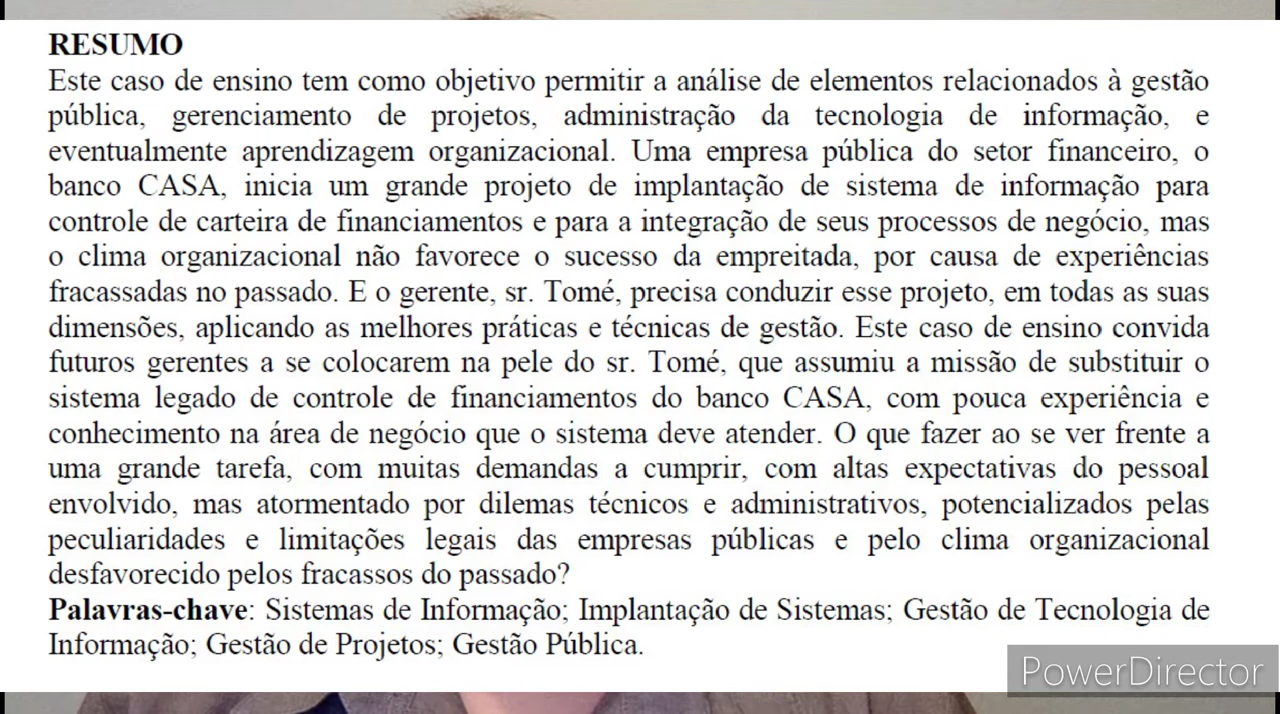 RESUMO
Este caso de ensino tem como objetivo permitir a análise de elementos relacionados à gestão
pública, gerenciamento de projetos, administração da tecnologia de informação, e
eventualmente aprendizagem organizacional. Uma empresa pública do setor financeiro, o
banco CASA, inicia um grande projeto de implantação de sistema de informação para
controle de carteira de financiamentos e para a integração de seus processos de negócio, mas
o clima organizacional não favorece o sucesso da empreitada, por causa de experiências
fracassadas no passado. E o gerente, sr. Tomé, precisa conduzir esse projeto, em todas as suas
dimensões, aplicando as melhores práticas e técnicas de gestão. Este caso de ensino convida
futuros gerentes a se colocarem na pele do sr. Tomé, que assumiu a missão de substituir o
sistema legado de controle de financiamentos do banco CASA, com pouca experiência e
conhecimento na área de negócio que o sistema deve atender. O que fazer ao se ver frente a
uma grande tarefa, com muitas demandas a cumprir, com altas expectativas do pessoal
envolvido, mas atormentado por dilemas técnicos e administrativos, potencializados pelas
peculiaridades e limitações legais das empresas públicas e pelo clima organizacional
desfavorecido pelos fracassos do passado?
Palavras-chave: Sistemas de Informação; Implantação de Sistemas; Gestão de Tecnologia de
Informação; Gestão de Projetos; Gestão Pública.
PowerDirector